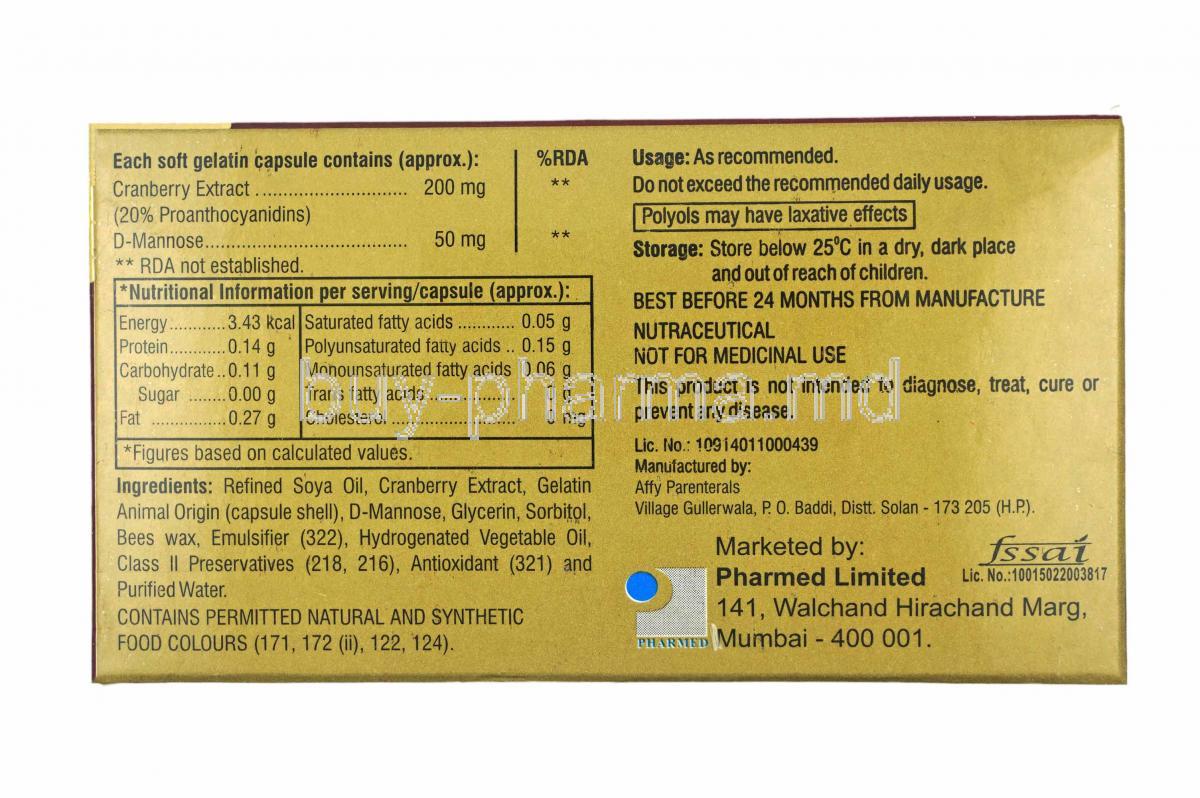 Each soft gelatin capsule contains (approx.): %RDA
Cranberry Extract ............................ 200 mg **
(20% Proanthocyanidins)
D-Mannose...................................... 50 mg **
** RDA not established.
*Nutritional Information per serving/capsule (approx.):
Energy...........3.43 kcal
Protein...........0.14 g
Carbohydrate..0.11 g
Sugar .......0.00 g
Fat ..............0.27 g
Saturated fatty acids ........... 0.05 g
Polyunsaturated fatty acids .. 0.15 g
Monounsaturated fatty acids 0.06 g
Trans fatty acids ................ g
Cholesterol ....................... mg
*Figures based on calculated values.
Ingredients: Refined Soya Oil, Cranberry Extract, Gelatin
Animal Origin (capsule shell), D-Mannose, Glycerin, Sorbitol,
Bees wax, Emulsifier (322), Hydrogenated Vegetable Oil,
Class II Preservatives (218, 216), Antioxidant (321) and
Purified Water.
CONTAINS PERMITTED NATURAL AND SYNTHETIC
FOOD COLOURS (171, 172 (ii), 122, 124).
Usage: As recommended.
Do not exceed the recommended daily usage.
Polyols may have laxative effects
Storage: Store below 25⁰C in a dry, dark place
and out of reach of children.
BEST BEFORE 24 MONTHS FROM MANUFACTURE
NUTRACEUTICAL
NOT FOR MEDICINAL USE
This product is not intended to diagnose, treat, cure or
prevent any disease.
Lic. No.: 10914011000439
Manufactured by:
Affy Parenterals
Village Gullerwala, P. O. Baddi, Distt. Solan - 173 205 (H.P.).
Marketed by:
Pharmed Limited
141, Walchand Hirachand Marg,
Mumbai - 400 001.
PHARMED
fssai
Lic. No.:10015022003817
buy-pharma.md